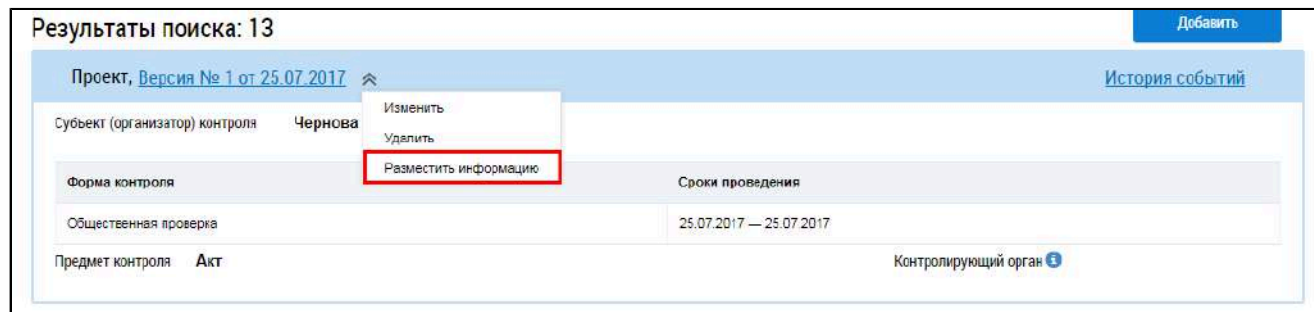 Результаты поиска: 13
Добавить
Проект, Версия № 1 от 25.07.2017
История событий
Изменить
Субъект (организатор) контроля Чернова
Удалить
Разместить информацию
Форма контроля Сроки проведения
Общественная проверка 25.07.2017 — 25.07.2017
Предмет контроля Акт Контролирующий орган